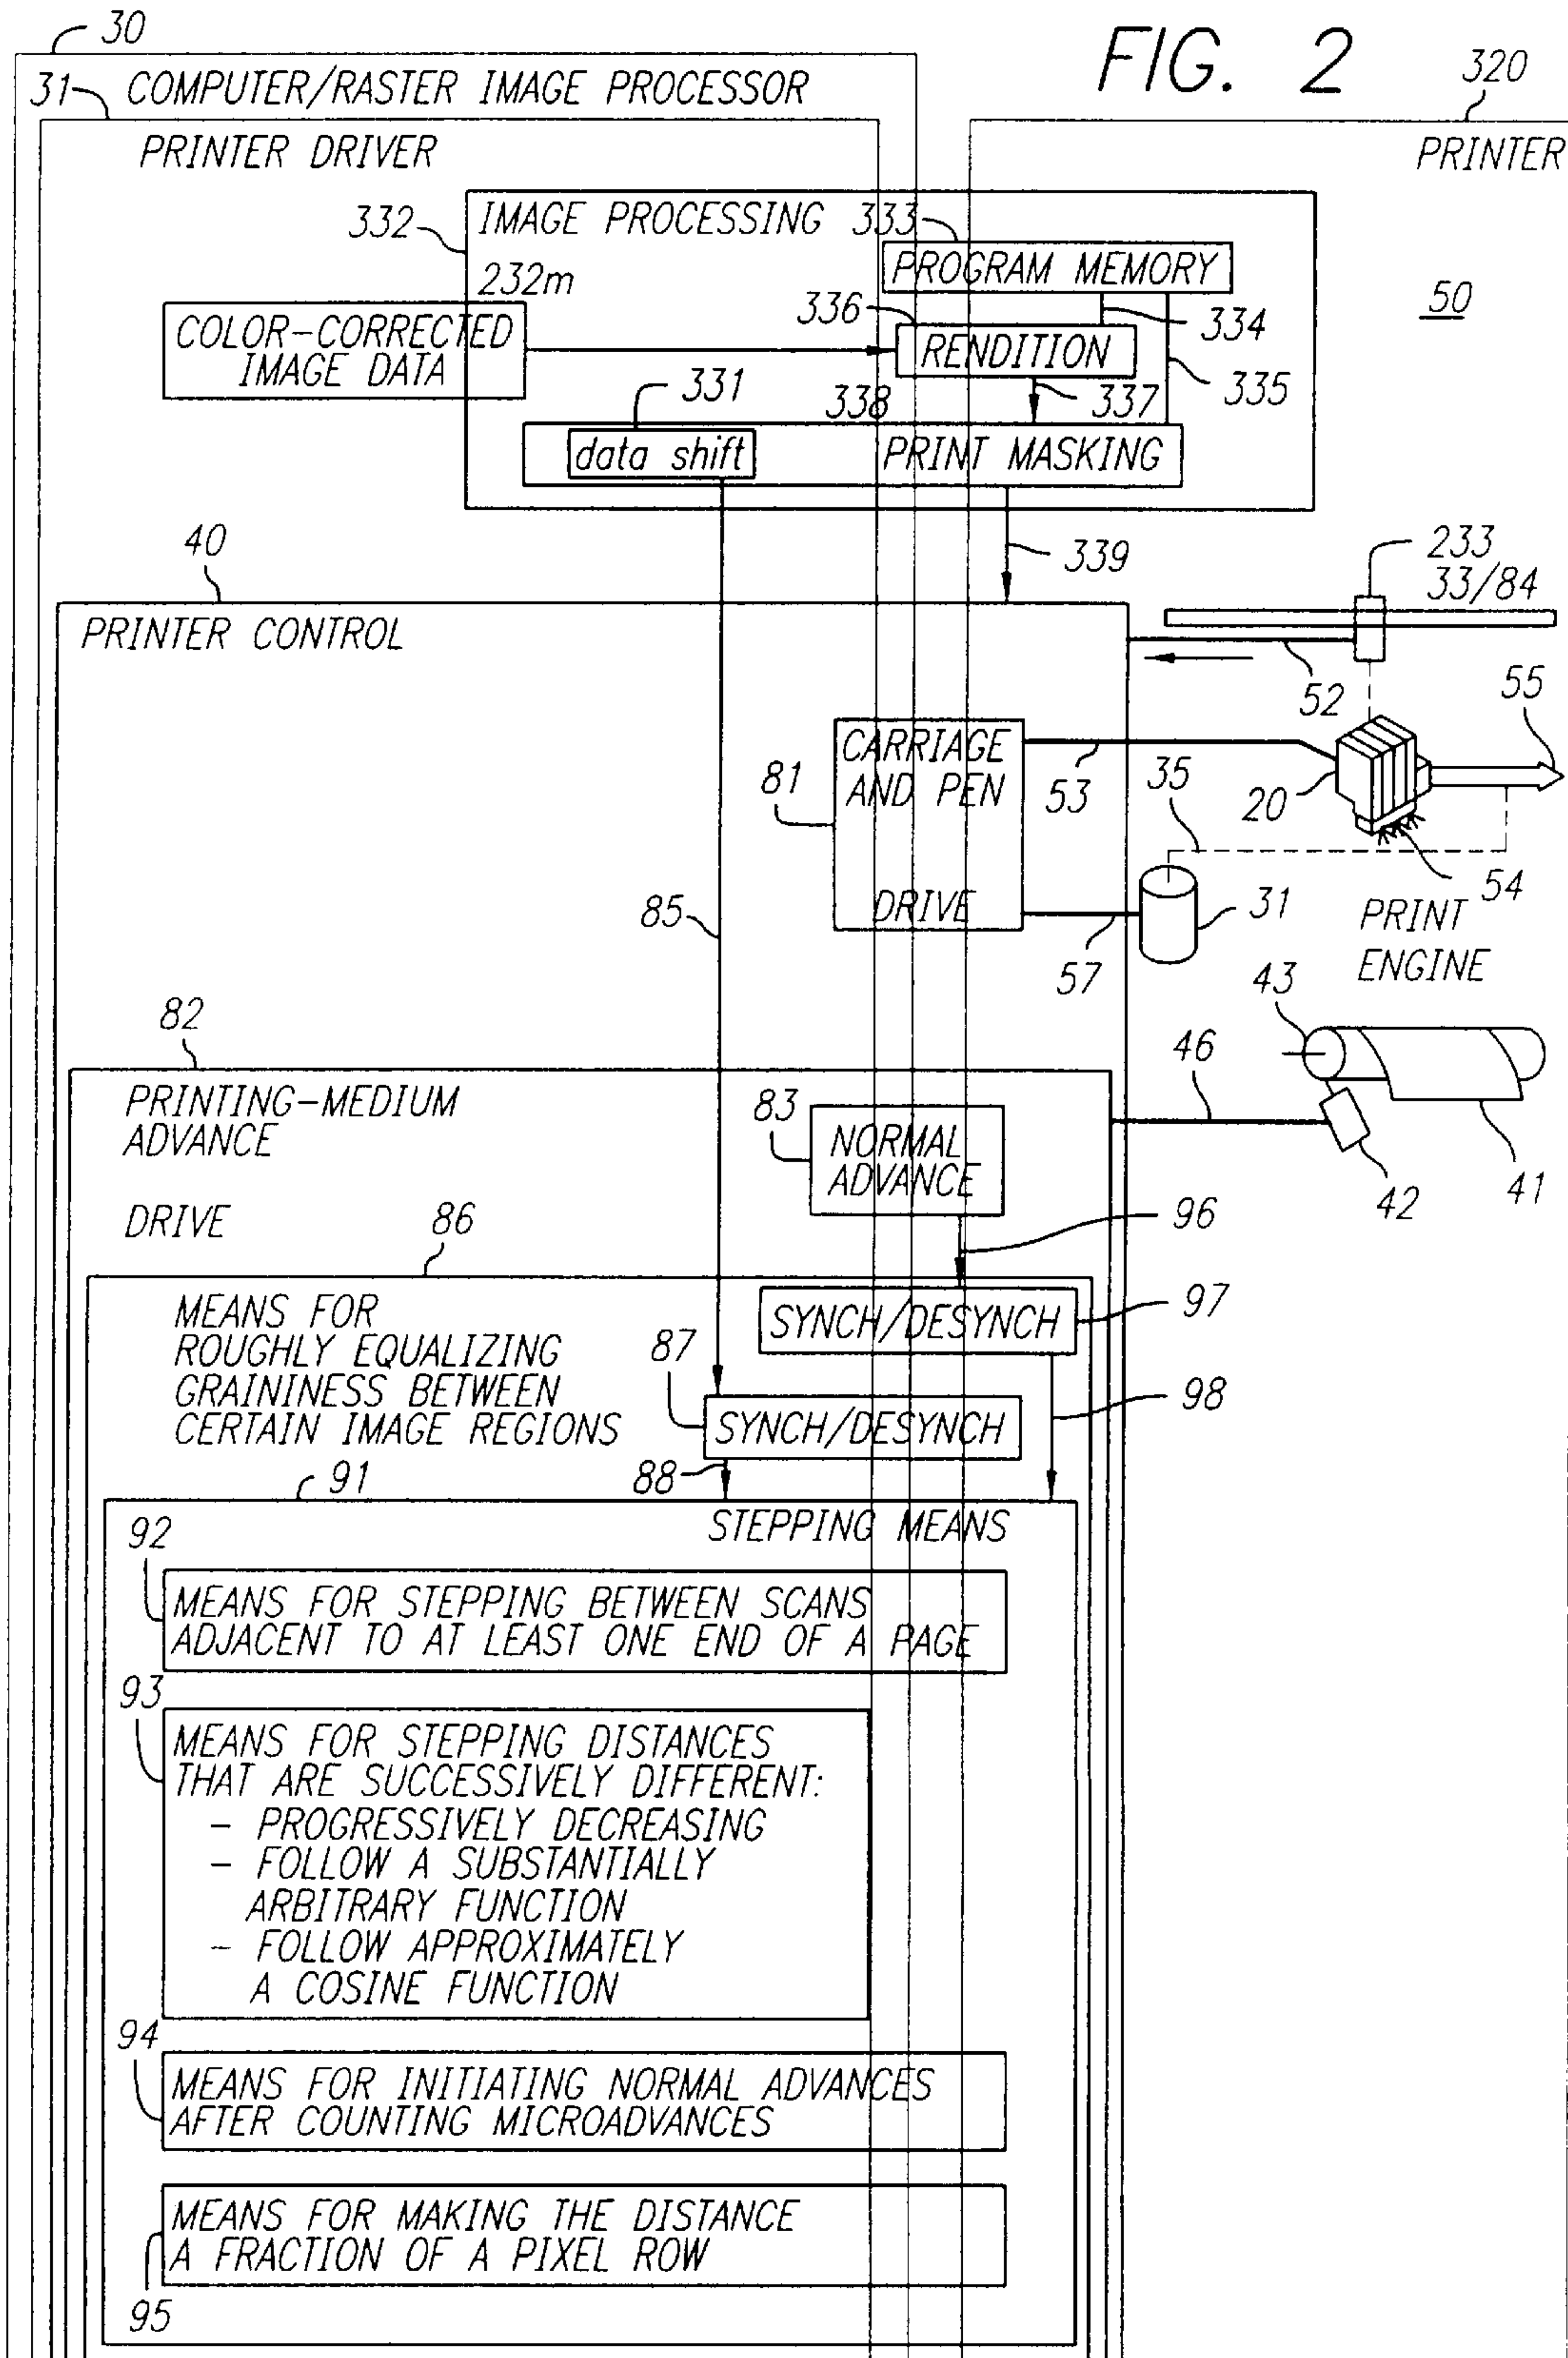 FIG. 2
30
COMPUTER/RASTER IMAGE PROCESSOR
320
31
PRINTER DRIVER
PRINTER
332
IMAGE PROCESSING
333
PROGRAM MEMORY
232m
50
COLOR-CORRECTED
IMAGE DATA
336
334
RENDITION
331
338
337
335
data shift
PRINT MASKING
40
339
233
33/84
PRINTER CONTROL
52
55
CARRIAGE
AND PEN
DRIVE
81
53
35
20
54
85
57
31
PRINT
ENGINE
43
82
46
PRINTING-MEDIUM
ADVANCE
DRIVE
83
NORMAL
ADVANCE
42
41
86
96
MEANS FOR
ROUGHLY EQUALIZING
GRAININESS BETWEEN
CERTAIN IMAGE REGIONS
SYNCH/DESYNCH
97
87
SYNCH/DESYNCH
98
88
91
STEPPING MEANS
92
MEANS FOR STEPPING BETWEEN SCANS
ADJACENT TO AT LEAST ONE END OF A PAGE
93
MEANS FOR STEPPING DISTANCES
THAT ARE SUCCESSIVELY DIFFERENT:
- PROGRESSIVELY DECREASING
- FOLLOW A SUBSTANTIALLY
ARBITRARY FUNCTION
- FOLLOW APPROXIMATELY
A COSINE FUNCTION
94
MEANS FOR INITIATING NORMAL ADVANCES
AFTER COUNTING MICROADVANCES
MEANS FOR MAKING THE DISTANCE
A FRACTION OF A PIXEL ROW
95